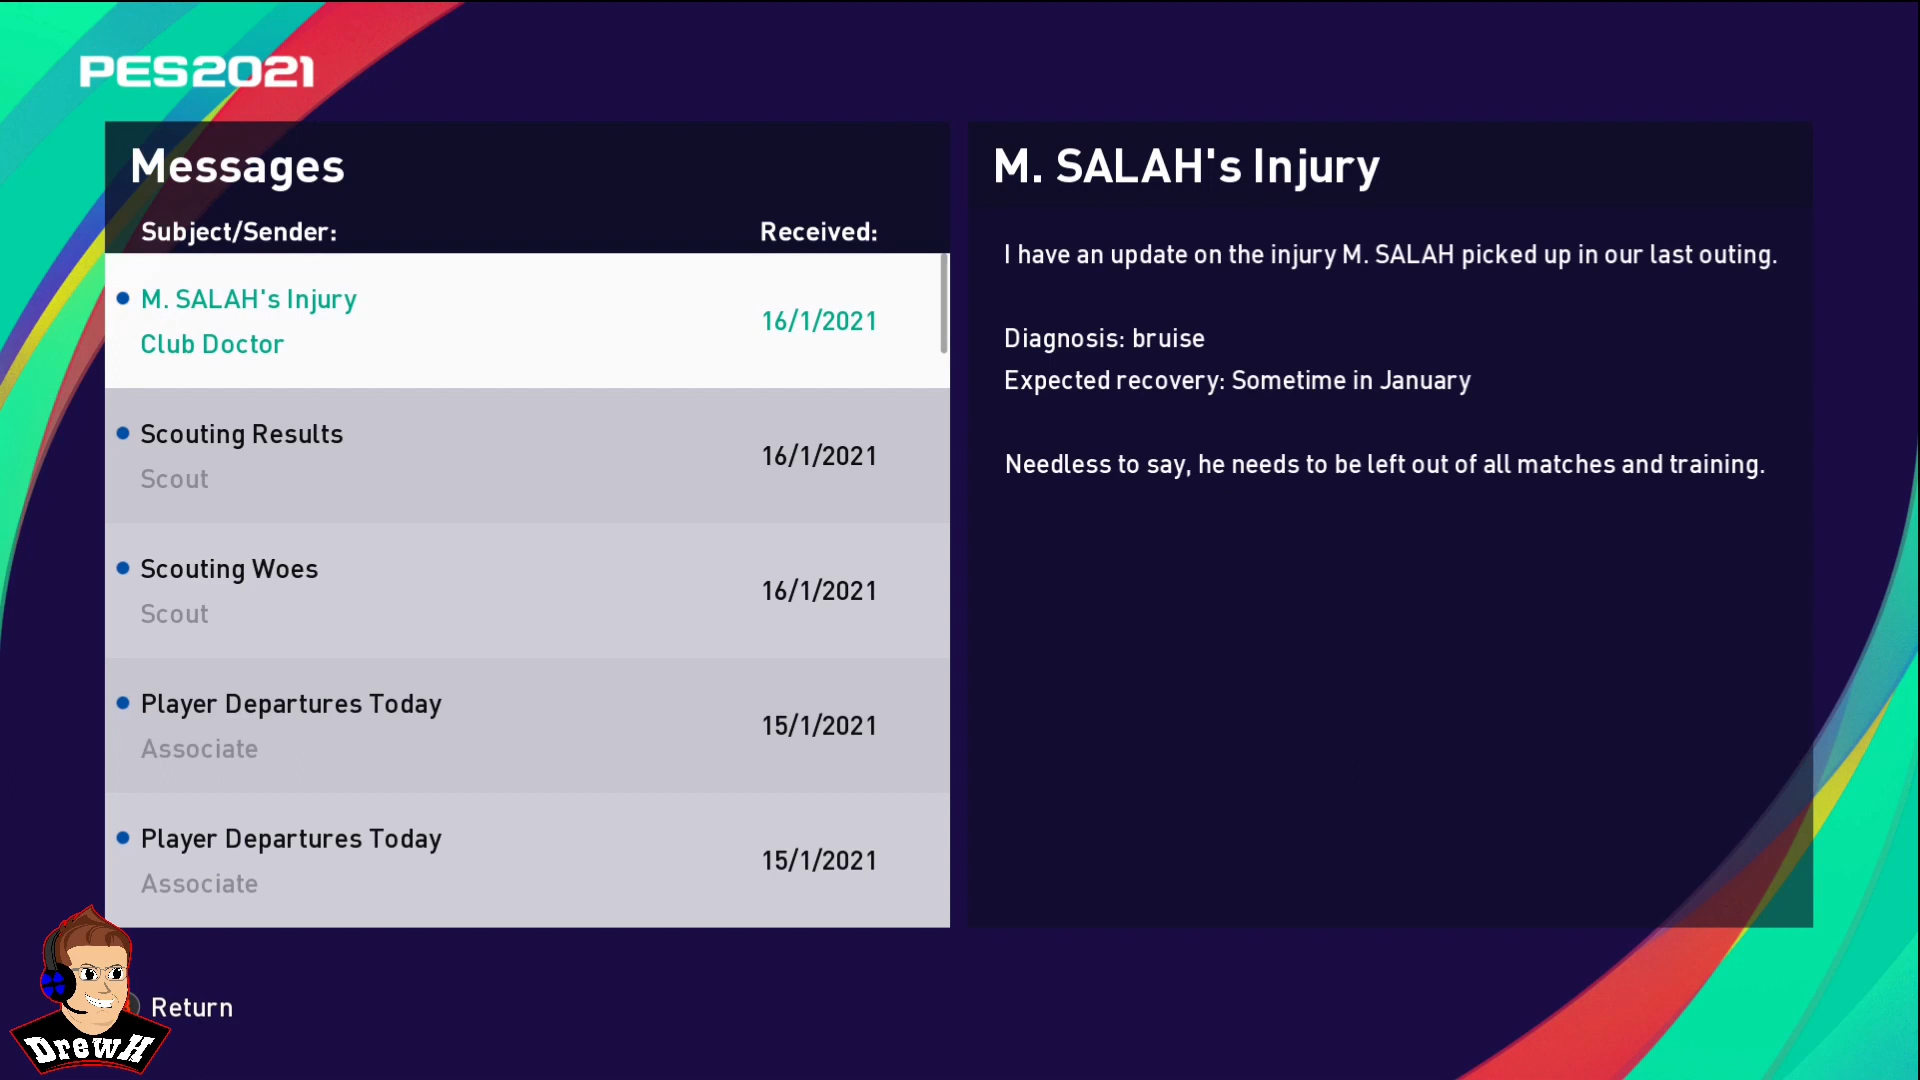 PES2021
Messages
Subject/Sender: Received:
M. SALAH's Injury
Club Doctor
16/1/2021
Scouting Results
Scout
16/1/2021
Scouting Woes
Scout
16/1/2021
Player Departures Today
Associate
15/1/2021
Player Departures Today
Associate
15/1/2021
M. SALAH's Injury
I have an update on the injury M. SALAH picked up in our last outing.
Diagnosis: bruise
Expected recovery: Sometime in January
Needless to say, he needs to be left out of all matches and training.
Return
DrewH